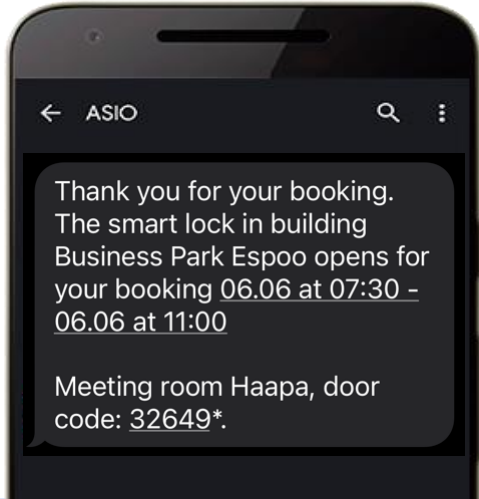 ASIO
Thank you for your booking.
The smart lock in building
Business Park Espoo opens for
your booking 06.06 at 07:30 -
06.06 at 11:00
Meeting room Haapa, door
code: 32649*.